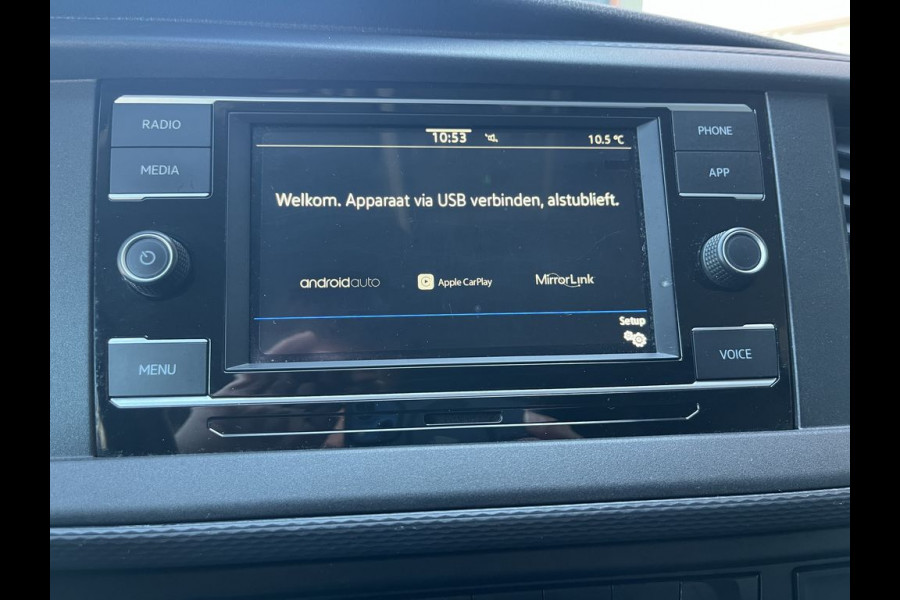 RADIO
MEDIA
MENU
10:53
10.5 °C
Welkom. Apparaat via USB verbinden, alstublieft.
androidauto
Apple CarPlay
MirrorLink
Setup
PHONE
APP
VOICE